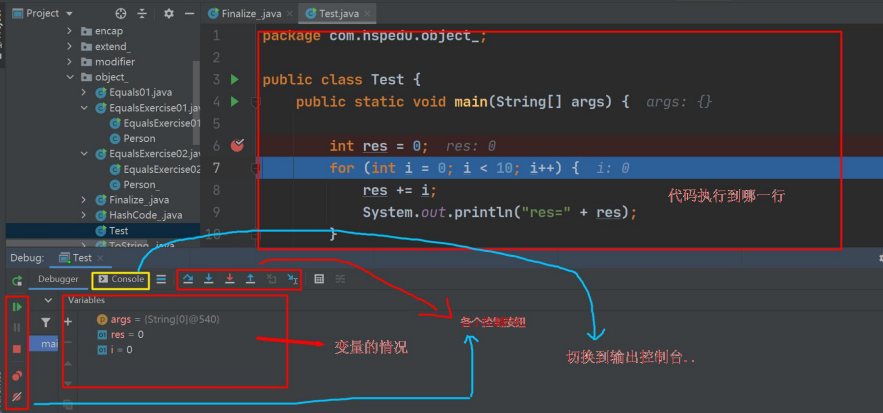 Project
Finalize_.java
Test.java
encap
extend_
modifier
object_
Equals01.java
EqualsExercise01.jav
EqualsExercise01
Person
EqualsExercise02.jav
EqualsExercise02
Person_
Finalize_.java
HashCode_.java
Test
ToString_.java
1 package com.hspedu.object_;
2
3 public class Test {
4 public static void main(String[] args) { args: {}
5
6 int res = 0; res: 0
7 for (int i = 0; i < 10; i++) { i: 0
8 res += i;
9 System.out.println("res=" + res);
10 }
代码执行到哪一行
Debug: Test
Debugger
Console
Variables
mai
args = {String[0]@540}
res = 0
i = 0
变量的情况
各个控制按钮
切换到输出控制台..